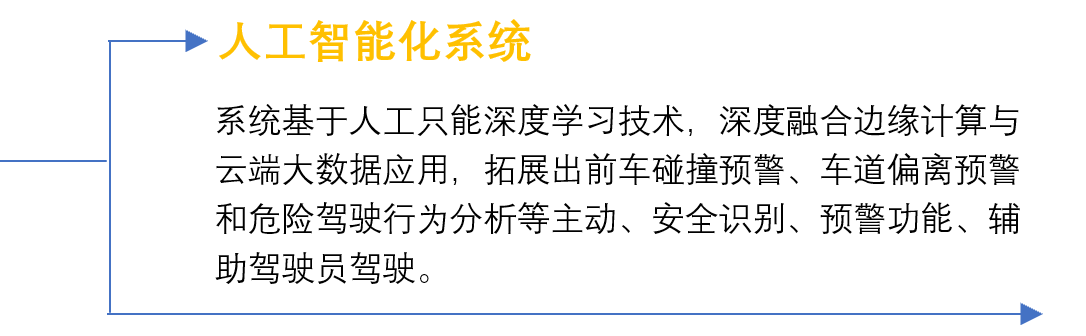 人工智能化系统
系统基于人工只能深度学习技术，深度融合边缘计算与
云端大数据应用，拓展出前车碰撞预警、车道偏离预警
和危险驾驶行为分析等主动、安全识别、预警功能、辅
助驾驶员驾驶。